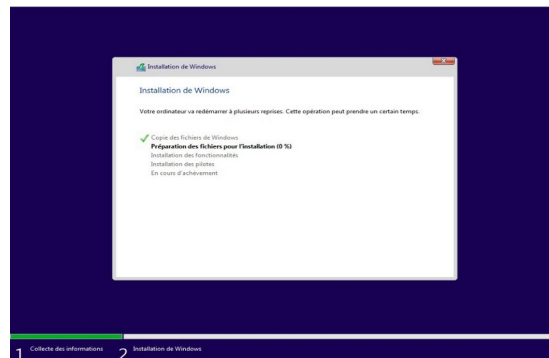 Installation de Windows
Installation de Windows
Votre ordinateur va redémarrer à plusieurs reprises. Cette opération peut prendre un certain temps.
Copie des fichiers de Windows
Préparation des fichiers pour l'installation (0 %)
Installation des fonctionnalités
Installation des pilotes
En cours d'achèvement
1 Collecte des informations
2 Installation de Windows